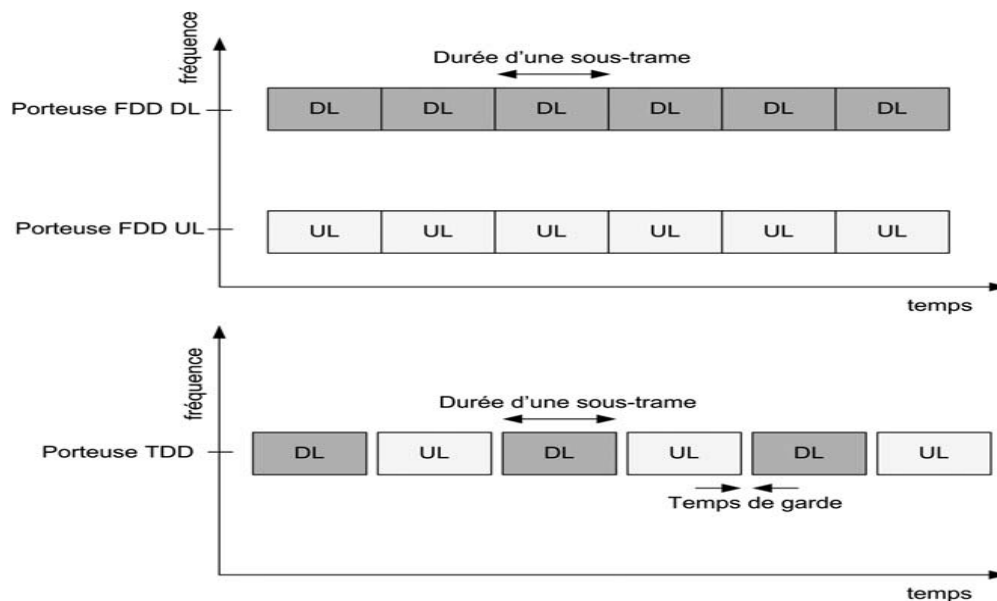 fréquence
Durée d'une sous-trame
Porteuse FDD DL
DL DL DL DL DL DL
Porteuse FDD UL
UL UL UL UL UL UL
temps
fréquence
Durée d'une sous-trame
Porteuse TDD
DL UL DL UL DL UL
Temps de garde
temps